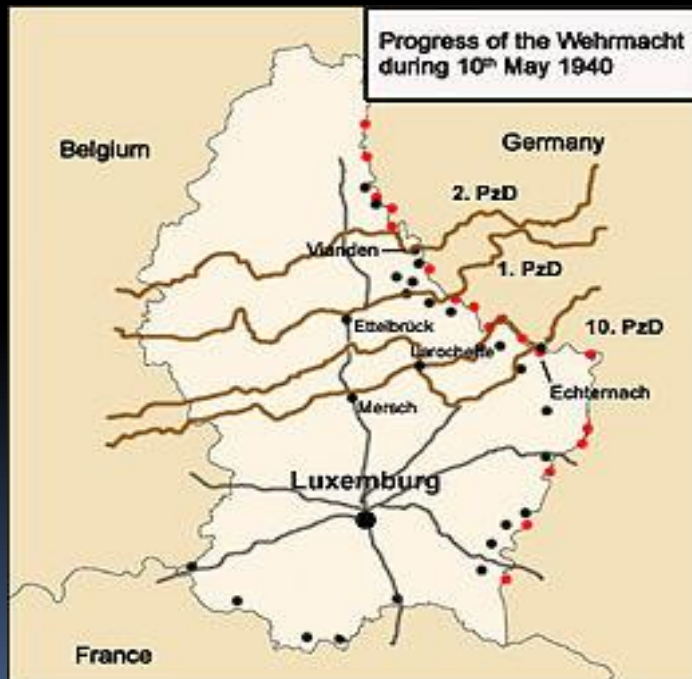 Progress of the Wehrmacht
during 10th May 1940
Belgium
Germany
2. PzD
Vianden
1. PzD
Ettelbrück
10. PzD
Larochette
Echternach
Mersch
Luxemburg
France